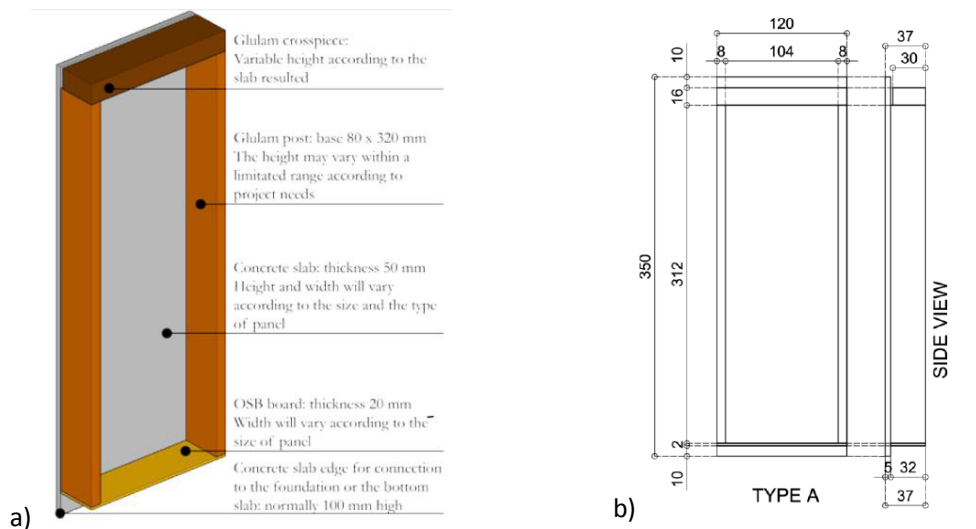 Glulam crosspiece:
Variable height according to the
slab resulted
Glulam post: base 80 x 320 mm
The height may vary within a
limitated range according to
project needs
Concrete slab: thickness 50 mm
Height and width will vary
according to the size and the type
of panel
OSB board: thickness 20 mm
Width will vary according to the
size of panel
Concrete slab edge for connection
to the foundation or the bottom
slab: normally 100 mm high
a)
120
8 104 8
37
30
10
16
350
312
2
10
5 32
37
SIDE VIEW
TYPE A
b)